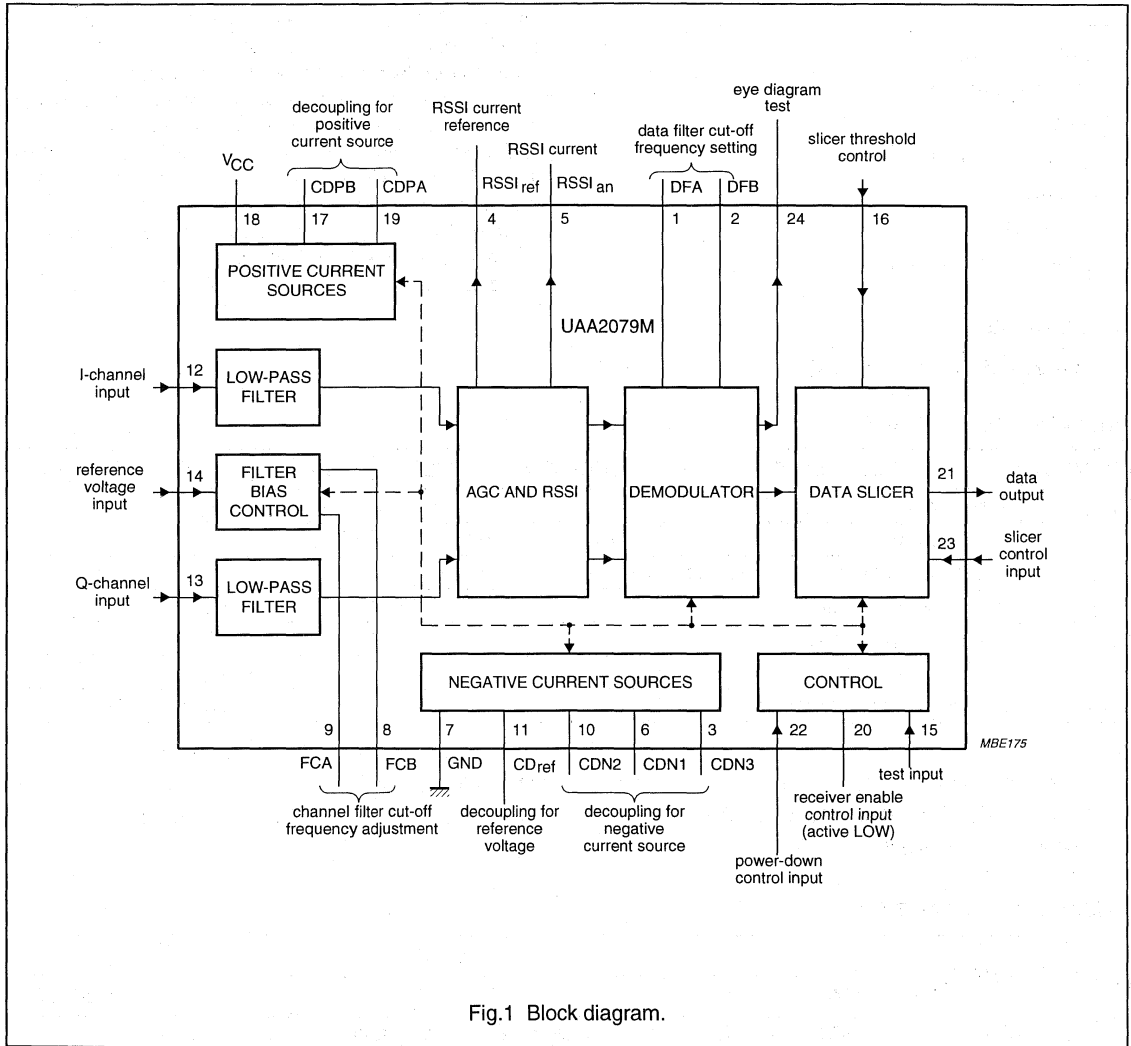 eye diagram
test
decoupling for
positive
current source
RSSI current
reference
data filter cut-off
frequency setting
slicer threshold
control
RSSI current
VCC
CDPB
CDPA
RSSI ref
RSSI an
DFA
DFB
18
17
19
4
5
1
2
24
16
POSITIVE CURRENT
SOURCES
UAA2079M
I-channel
input
12
LOW-PASS
FILTER
reference
voltage
input
14
FILTER
BIAS
CONTROL
AGC AND RSSI
DEMODULATOR
DATA SLICER
21
data
output
23
slicer
control
input
Q-channel
input
13
LOW-PASS
FILTER
NEGATIVE CURRENT SOURCES
CONTROL
9
8
7
11
10
6
3
22
20
15
MBE175
FCA
FCB
GND
CDref
CDN2
CDN1
CDN3
test input
channel filter cut-off
frequency adjustment
decoupling for
reference
voltage
decoupling for
negative
current source
receiver enable
control input
(active LOW)
power-down
control input
Fig.1 Block diagram.